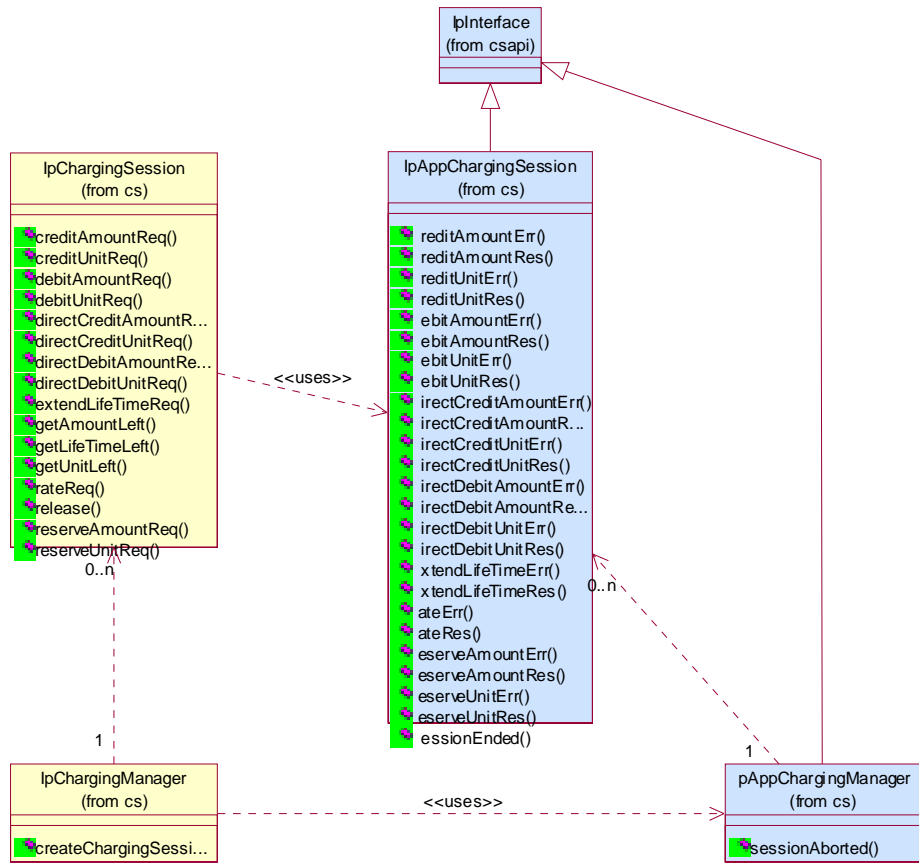 IpInterface
(from csapi)
IpChargingSession
(from cs)
creditAmountReq()
creditUnitReq()
debitAmountReq()
debitUnitReq()
directCreditAmountR...
directCreditUnitReq()
directDebitAmountRe...
directDebitUnitReq()
extendLifeTimeReq()
getAmountLeft()
getLifeTimeLeft()
getUnitLeft()
rateReq()
release()
reserveAmountReq()
reserveUnitReq()
0..n
<<uses>>
IpAppChargingSession
(from cs)
reditAmountErr()
reditAmountRes()
reditUnitErr()
reditUnitRes()
ebitAmountErr()
ebitAmountRes()
ebitUnitErr()
ebitUnitRes()
irectCreditAmountErr()
irectCreditAmountR...
irectCreditUnitErr()
irectCreditUnitRes()
irectDebitAmountErr()
irectDebitAmountRe...
irectDebitUnitErr()
irectDebitUnitRes()
xtendLifeTimeErr()
xtendLifeTimeRes()
ateErr()
ateRes()
eserveAmountErr()
eserveAmountRes()
eserveUnitErr()
eserveUnitRes()
essionEnded()
0..n
1
1
IpChargingManager
(from cs)
createChargingSessi...
<<uses>>
pAppChargingManager
(from cs)
sessionAborted()